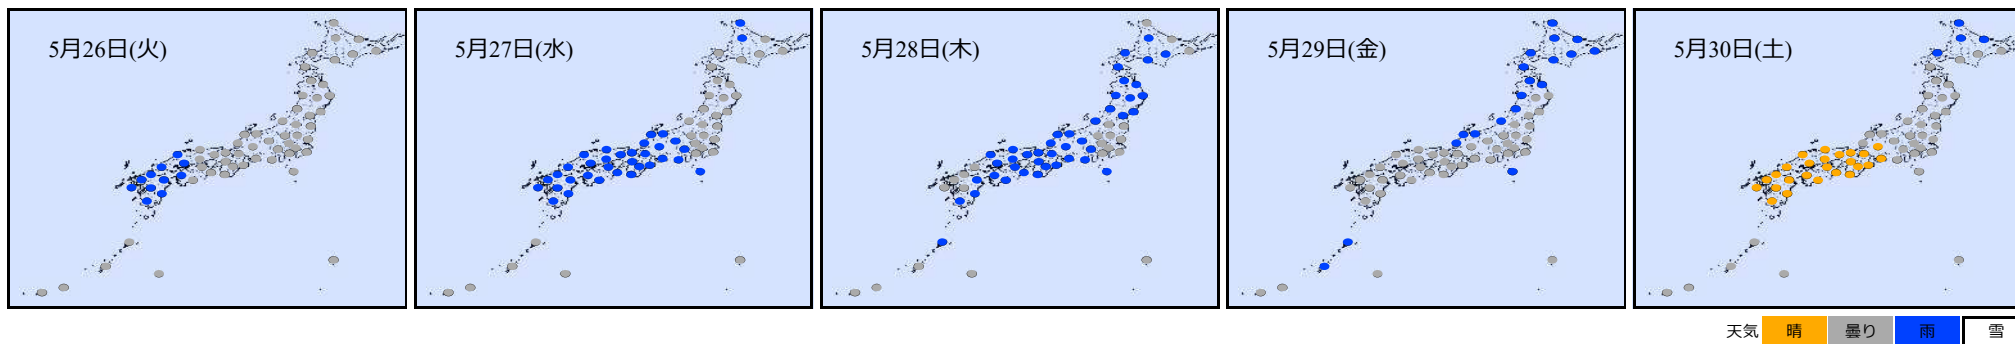 5月26日(火)
5月27日(水)
5月28日(木)
5月29日(金)
5月30日(土)
天気 晴 曇り 雨 雪